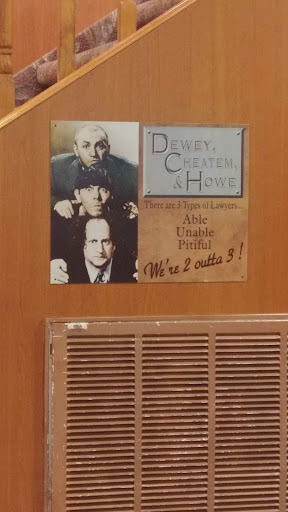 DEWEY,
CHEATEM,
& HOWE
There are 3 Types of Lawyers...
Able
Unable
Pitiful
We're 2 outta 3!